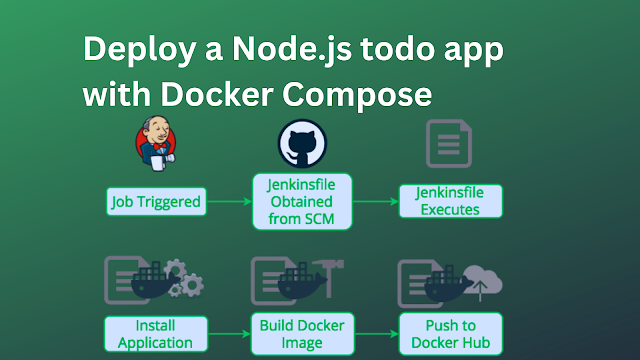 Deploy a Node.js todo app
with Docker Compose
Job Triggered
Jenkinsfile
Obtained
from SCM
Jenkinsfile
Executes
Install
Application
Build Docker
Image
Push to
Docker Hub